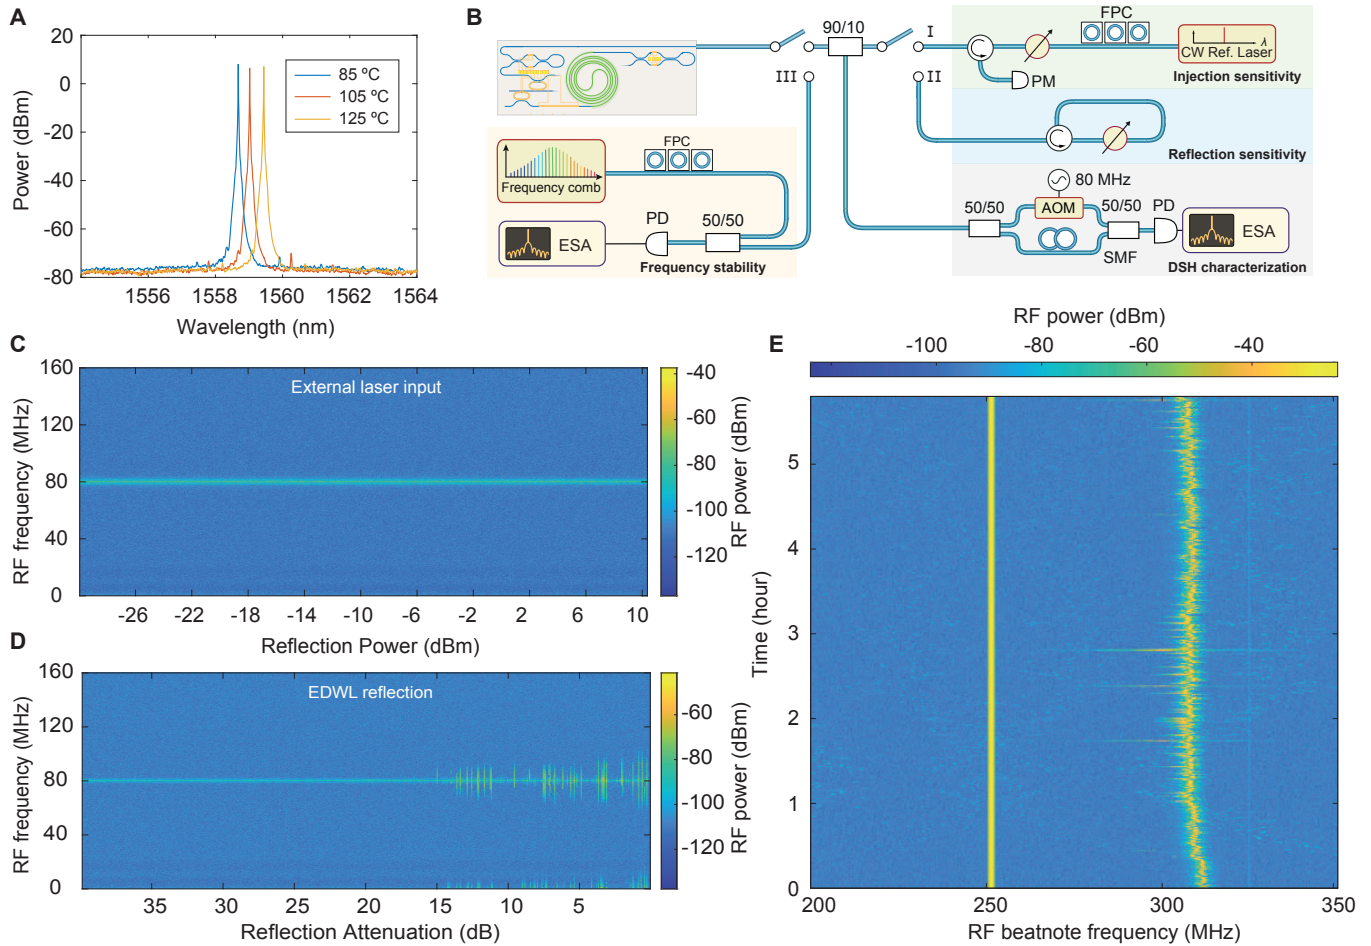 A
20
0
-20
-40
-60
-80
Power (dBm)
85 ºC
105 ºC
125 ºC
1556
1558
1560
1562
1564
Wavelength (nm)
B
90/10
I
II
III
FPC
CW Ref. Laser
λ
PM
Injection sensitivity
Reflection sensitivity
80 MHz
50/50
AOM
50/50
PD
ESA
SMF
DSH characterization
FPC
Frequency comb
50/50
PD
ESA
Frequency stability
C
160
120
80
40
0
RF frequency (MHz)
External laser input
-26
-22
-18
-14
-10
-6
-2
2
6
10
Reflection Power (dBm)
-40
-60
-80
-100
-120
RF power (dBm)
D
160
120
80
40
0
RF frequency (MHz)
EDWL reflection
35
30
25
20
15
10
5
Reflection Attenuation (dB)
-60
-80
-100
-120
RF power (dBm)
E
RF power (dBm)
-100
-80
-60
-40
5
4
3
2
1
0
Time (hour)
200
250
300
350
RF beatnote frequency (MHz)